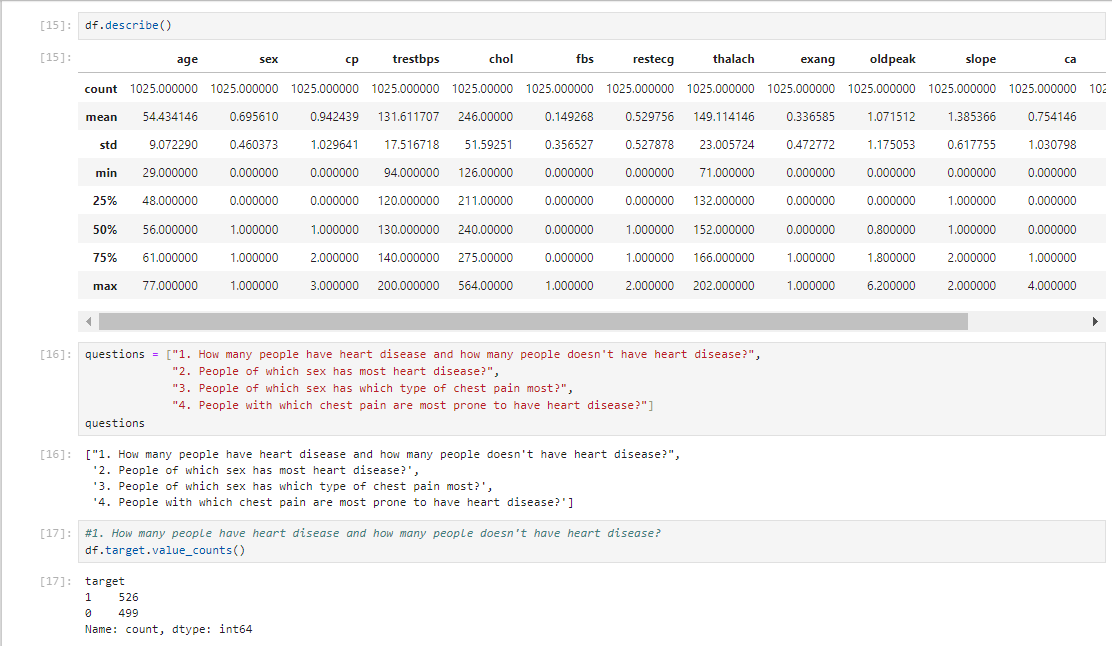 [15]: df.describe()
[15]:
age sex cp trestbps chol fbs restecg thalach exang oldpeak slope ca
count 1025.000000 1025.000000 1025.000000 1025.000000 1025.00000 1025.000000 1025.000000 1025.000000 1025.000000 1025.000000 1025.000000 1025.000000 102
mean 54.434146 0.695610 0.942439 131.611707 246.00000 0.149268 0.529756 149.114146 0.336585 1.071512 1.385366 0.754146
std 9.072290 0.460373 1.029641 17.516718 51.59251 0.356527 0.527878 23.005724 0.472772 1.175053 0.617755 1.030798
min 29.000000 0.000000 0.000000 94.000000 126.00000 0.000000 0.000000 71.000000 0.000000 0.000000 0.000000 0.000000
25% 48.000000 0.000000 0.000000 120.000000 211.00000 0.000000 0.000000 132.000000 0.000000 0.000000 1.000000 0.000000
50% 56.000000 1.000000 1.000000 130.000000 240.00000 0.000000 1.000000 152.000000 0.000000 0.800000 1.000000 0.000000
75% 61.000000 1.000000 2.000000 140.000000 275.00000 0.000000 1.000000 166.000000 1.000000 1.800000 2.000000 1.000000
max 77.000000 1.000000 3.000000 200.000000 564.00000 1.000000 2.000000 202.000000 1.000000 6.200000 2.000000 4.000000
[16]: questions = ["1. How many people have heart disease and how many people doesn't have heart disease?",
"2. People of which sex has most heart disease?",
"3. People of which sex has which type of chest pain most?",
"4. People with which chest pain are most prone to have heart disease?"]
questions
[16]: ["1. How many people have heart disease and how many people doesn't have heart disease?",
'2. People of which sex has most heart disease?',
'3. People of which sex has which type of chest pain most?',
'4. People with which chest pain are most prone to have heart disease?']
[17]: #1. How many people have heart disease and how many people doesn't have heart disease?
df.target.value_counts()
[17]: target
1 526
0 499
Name: count, dtype: int64